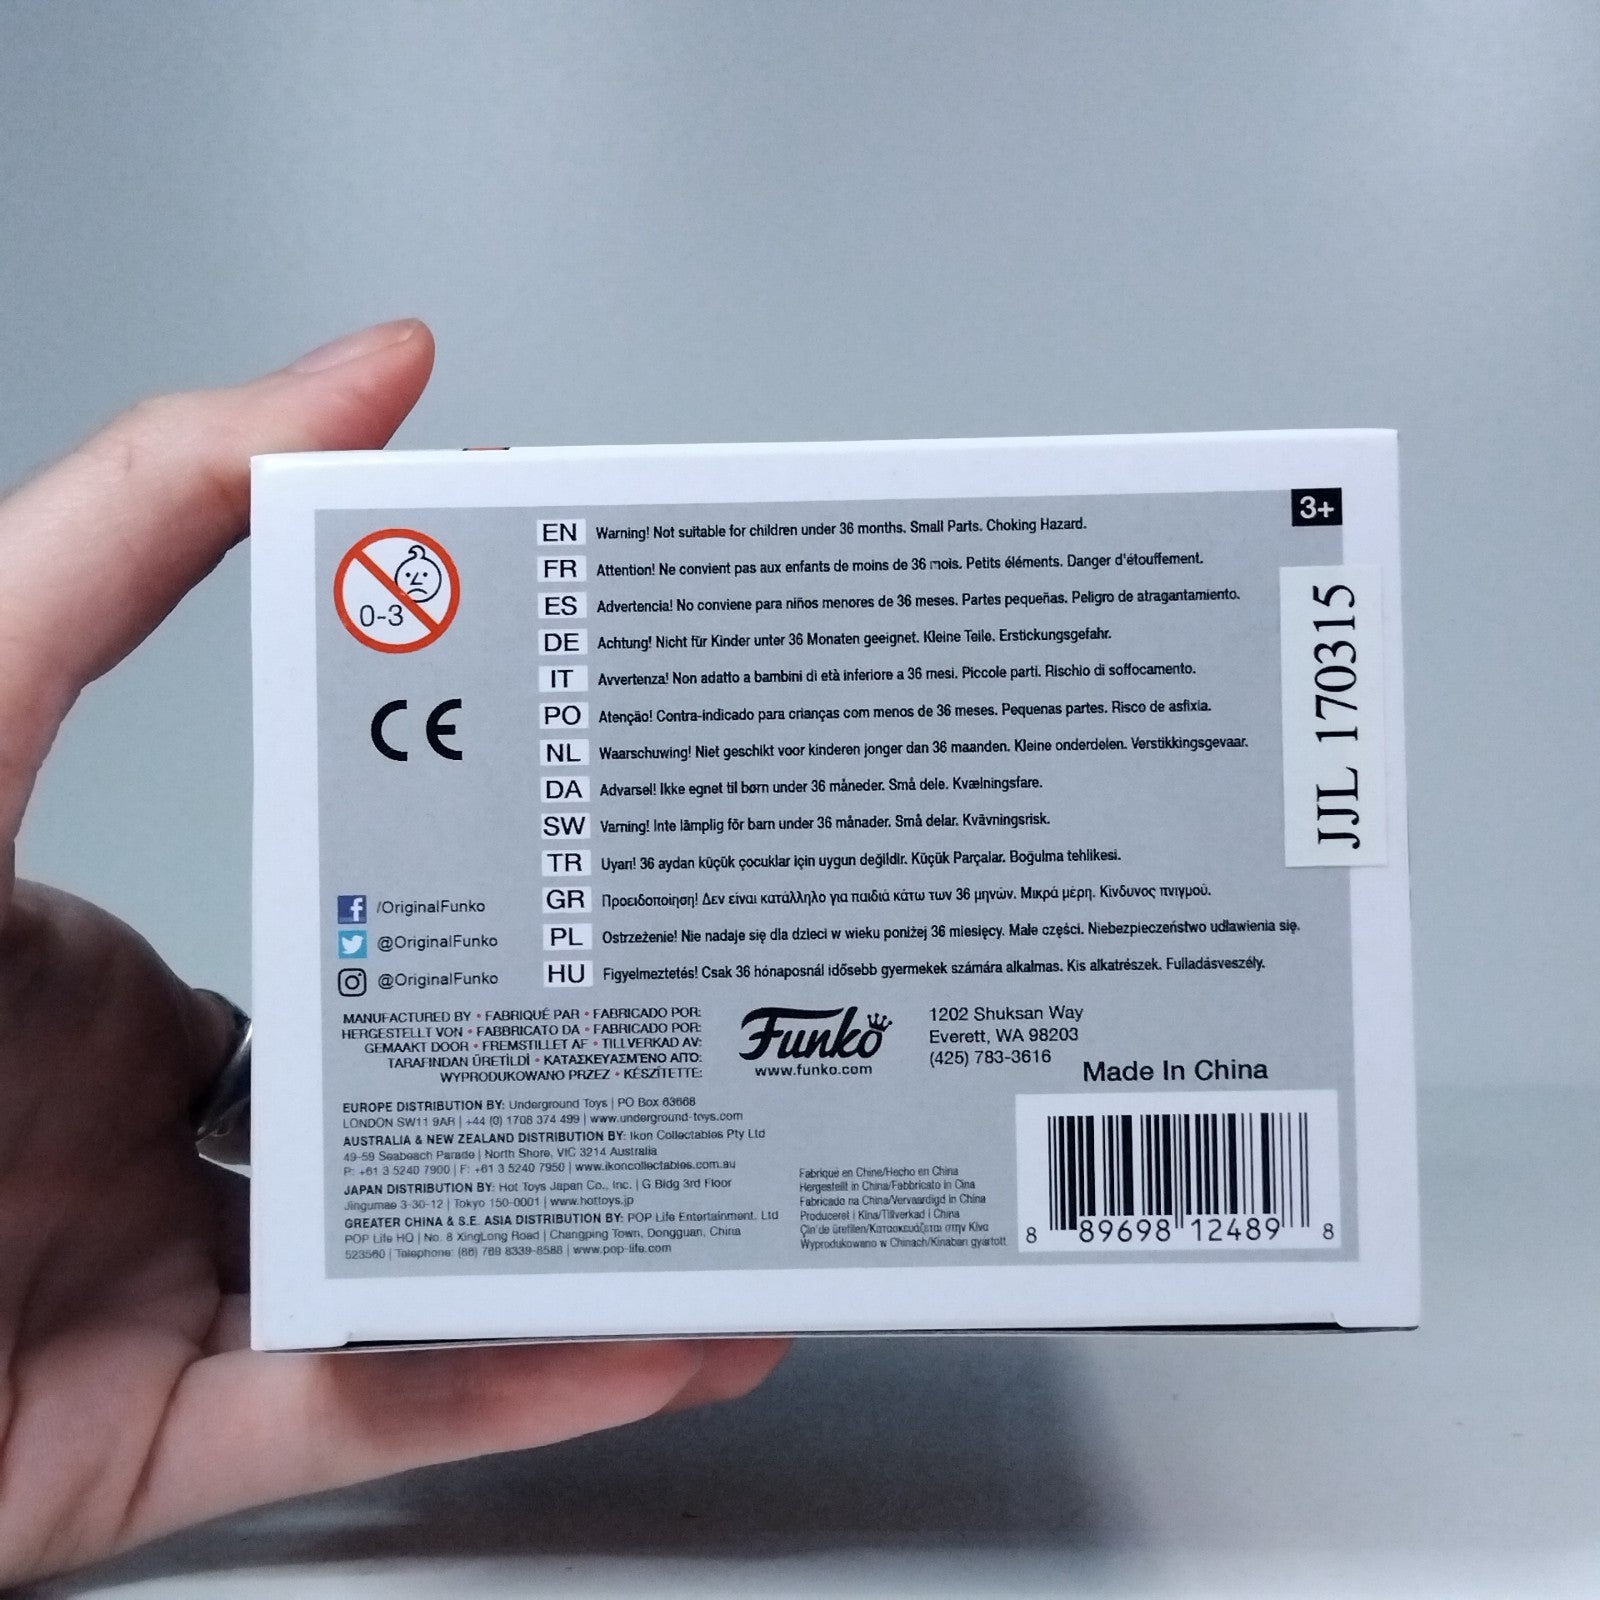 3+
0-3
CE
EN Warning! Not suitable for children under 36 months. Small Parts. Choking Hazard.
FR Attention! Ne convient pas aux enfants de moins de 36 mois. Petits éléments. Danger d'étouffement.
ES Advertencia! No conviene para niños menores de 36 meses. Partes pequeñas. Peligro de atragantamiento.
DE Achtung! Nicht für Kinder unter 36 Monaten geeignet. Kleine Teile. Erstickungsgefahr.
IT Avvertenza! Non adatto a bambini di età inferiore a 36 mesi. Piccole parti. Rischio di soffocamento.
PO Atenção! Contra-indicado para crianças com menos de 36 meses. Pequenas partes. Risco de asfixia.
NL Waarschuwing! Niet geschikt voor kinderen jonger dan 36 maanden. Kleine onderdelen. Verstikkingsgevaar.
DA Advarsel! Ikke egnet til børn under 36 måneder. Små dele. Kvælningsfare.
SW Varning! Inte lämplig för barn under 36 månader. Små delar. Kvävningsrisk.
TR Uyarı! 36 aydan küçük çocuklar için uygun değildir. Küçük Parçalar. Boğulma tehlikesi.
GR Προειδοποίηση! Δεν είναι κατάλληλο για παιδιά κάτω των 36 μηνών. Μικρά μέρη. Κίνδυνος πνιγμού.
PL Ostrzeżenie! Nie nadaje się dla dzieci w wieku poniżej 36 miesięcy. Małe części. Niebezpieczeństwo udławienia się.
HU Figyelmeztetés! Csak 36 hónaposnál idősebb gyermekek számára alkalmas. Kis alkatrészek. Fulladásveszély.
JJL 170315
/OriginalFunko
@OriginalFunko
@OriginalFunko
MANUFACTURED BY • FABRIQUÉ PAR • FABRICADO POR:
HERGESTELLT VON • FABBRICATO DA • FABRICADO POR:
GEMAAKT DOOR • FREMSTILLET AF • TILLVERKAD AV:
TARAFINDAN ÜRETİLDİ • ΚΑΤΑΣΚΕΥΑΣΜΈΝΟ ΑΠΌ:
WYPRODUKOWANO PRZEZ • KÉSZÍTETTE:
Funko
www.funko.com
1202 Shuksan Way
Everett, WA 98203
(425) 783-3616
Made In China
EUROPE DISTRIBUTION BY: Underground Toys | PO Box 63668
LONDON SW11 9AR | +44 (0) 1708 374 499 | www.underground-toys.com
AUSTRALIA & NEW ZEALAND DISTRIBUTION BY: Ikon Collectables Pty Ltd
49-59 Seabeach Parade | North Shore, VIC 3214 Australia
P: +61 3 5240 7900 | F: +61 3 5240 7950 | www.ikoncollectables.com.au
JAPAN DISTRIBUTION BY: Hot Toys Japan Co., Inc. | G Bldg 3rd Floor
Jingumae 3-30-12 | Tokyo 150-0001 | www.hottoys.jp
GREATER CHINA & S.E. ASIA DISTRIBUTION BY: POP Life Entertainment. Ltd
POP Life HQ | No. 8 XingLong Road | Changping Town, Dongguan, China
523560 | Telephone: (86) 769 8339-8588 | www.pop-life.com
Fabriqué en Chine/Hecho en China
Hergestellt in China/Fabbricato in Cina
Fabricado na China/Vervaardigd in China
Produceret i Kina/Tillverkad i China
Çin'de üretilen/Κατασκευάζεται στην Κίνα
Wyprodukowano w Chinach/Kínában gyártott
8 89698 12489 8